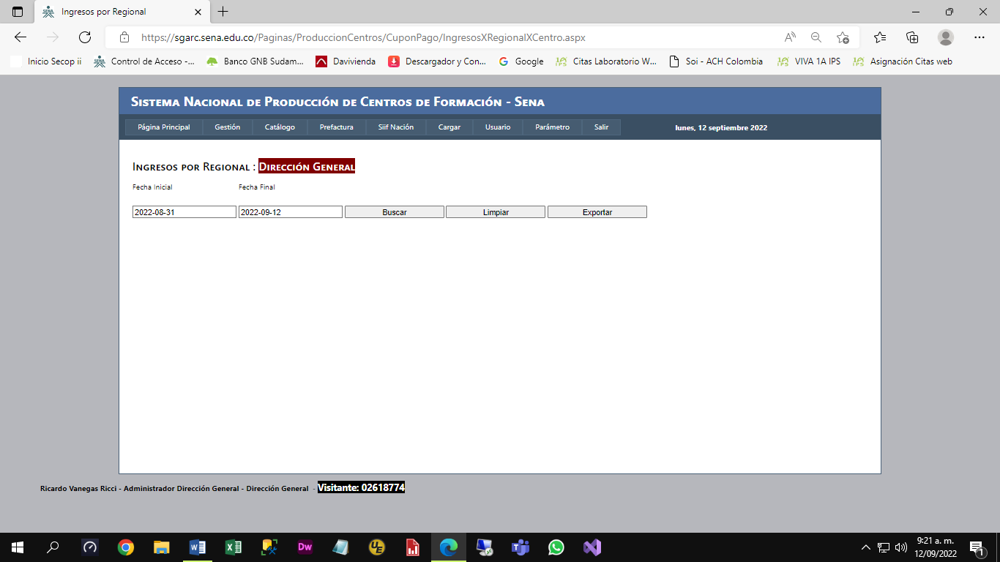 Ingresos por Regional
https://sgarc.sena.edu.co/Paginas/ProduccionCentros/CuponPago/IngresosXRegionalXCentro.aspx
Inicio Secop ii
Control de Acceso -...
Banco GNB Sudam...
Davivienda
Descargador y Con...
Google
Citas Laboratorio W...
Soi - ACH Colombia
VIVA 1A IPS
Asignación Citas web
Sistema Nacional de Producción de Centros de Formación - Sena
Página Principal
Gestión
Catálogo
Prefactura
Siif Nación
Cargar
Usuario
Parámetro
Salir
lunes, 12 septiembre 2022
Ingresos por Regional : Dirección General
Fecha Inicial
Fecha Final
2022-08-31
2022-09-12
Buscar
Limpiar
Exportar
Ricardo Vanegas Ricci - Administrador Dirección General - Dirección General - Visitante: 02618774
Dw
UE
9:21 a. m.
12/09/2022
1